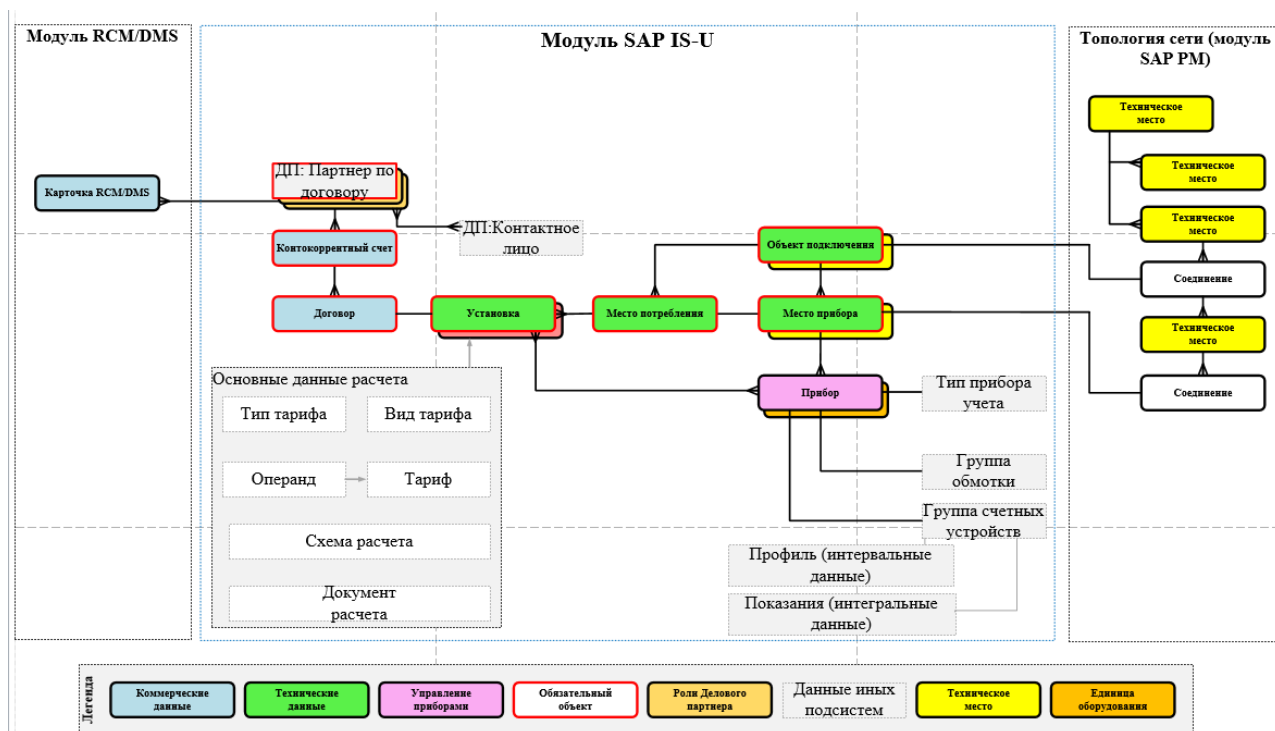 Модуль RCM/DMS
Модуль SAP IS-U
Топология сети (модуль
SAP PM)
Карточка RCM/DMS
ДП: Партнер по
договору
ДП:Контактное
лицо
Контокоррентный счет
Договор
Установка
Место потребления
Объект подключения
Место прибора
Прибор
Тип прибора
учета
Группа
обмотки
Группа счетных
устройств
Профиль (интервальные
данные)
Показания (интегральные
данные)
Основные данные расчета
Тип тарифа
Вид тарифа
Операнд
Тариф
Схема расчета
Документ
расчета
Техническое
место
Техническое
место
Техническое
место
Соединение
Техническое
место
Соединение
Легенда
Коммерческие
данные
Технические
данные
Управление
приборами
Обязательный
объект
Роли Делового
партнера
Данные иных
подсистем
Техническое
место
Единица
оборудования